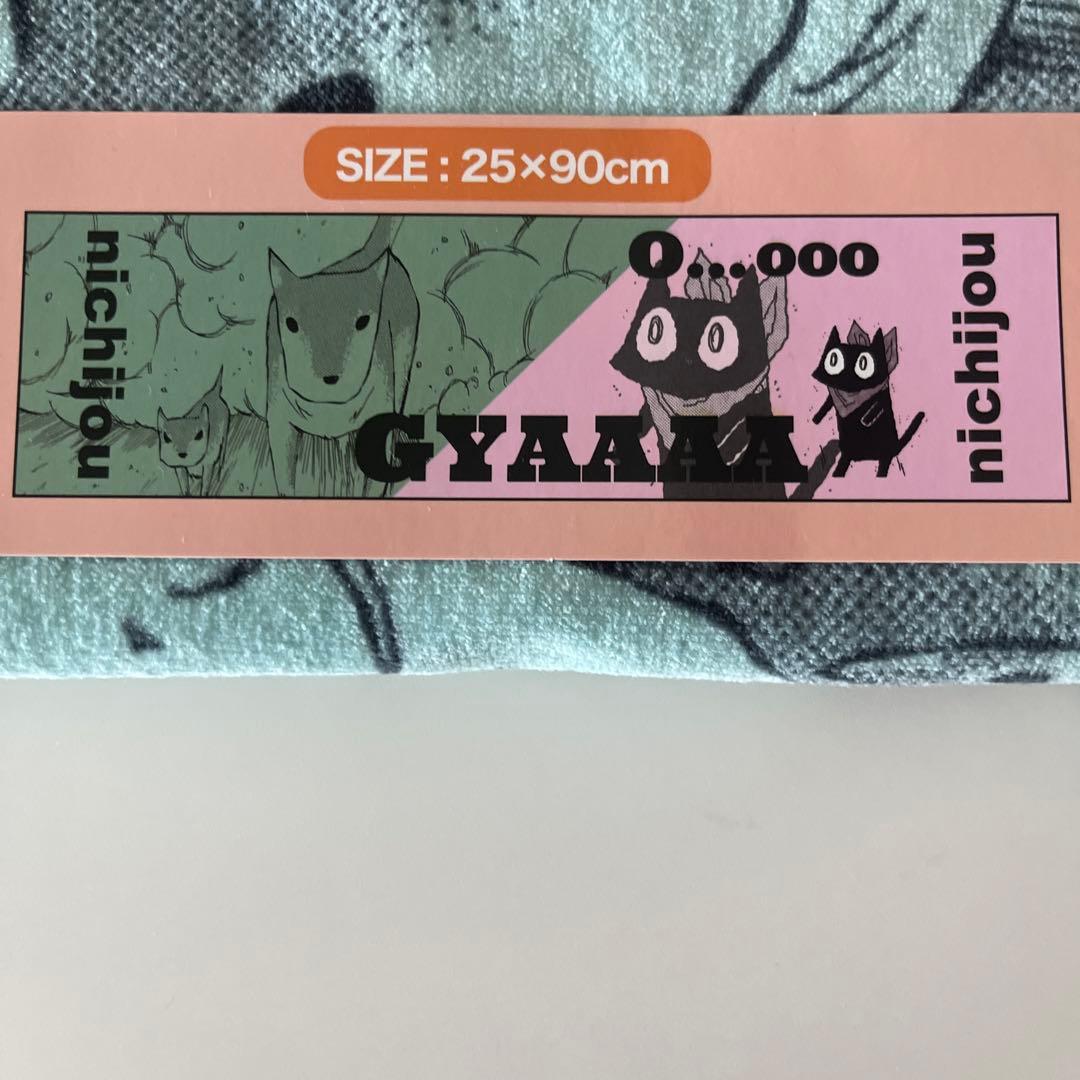 SIZE : 25×90cm
nichijou
O...ooo
GYAAAA
nichijou